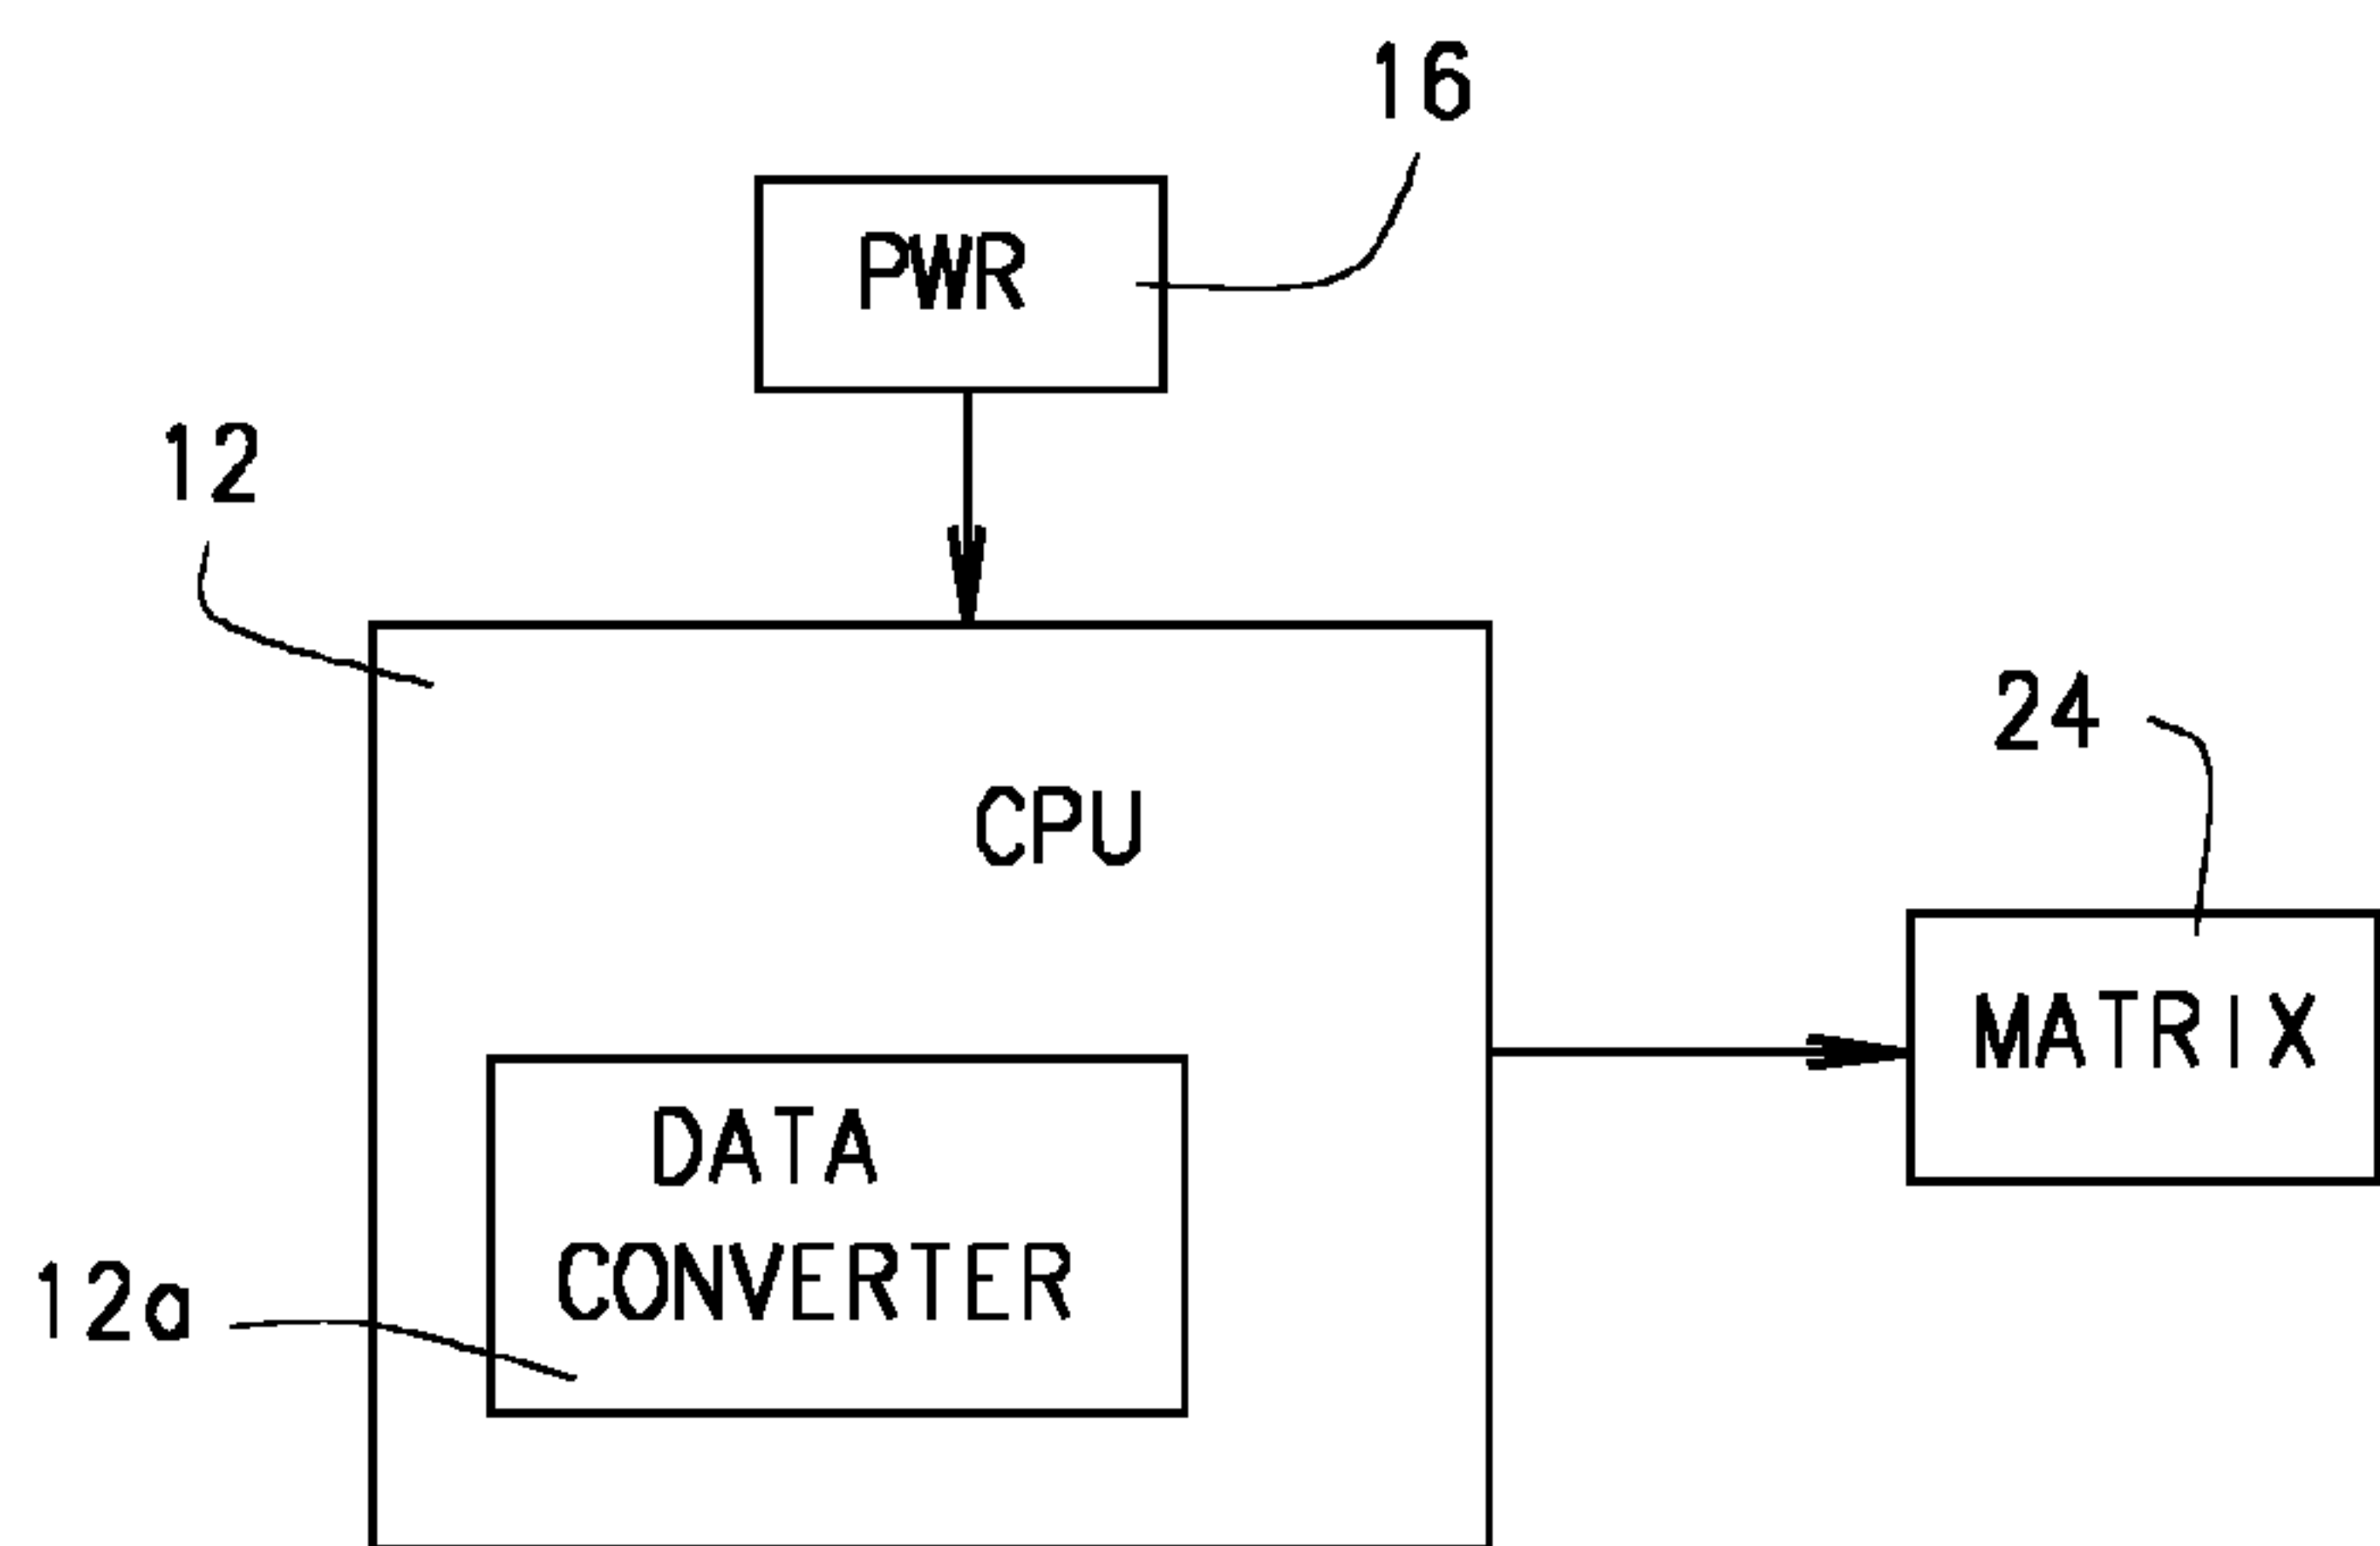 16
PWR
12
24
CPU
MATRIX
DATA
CONVERTER
12a